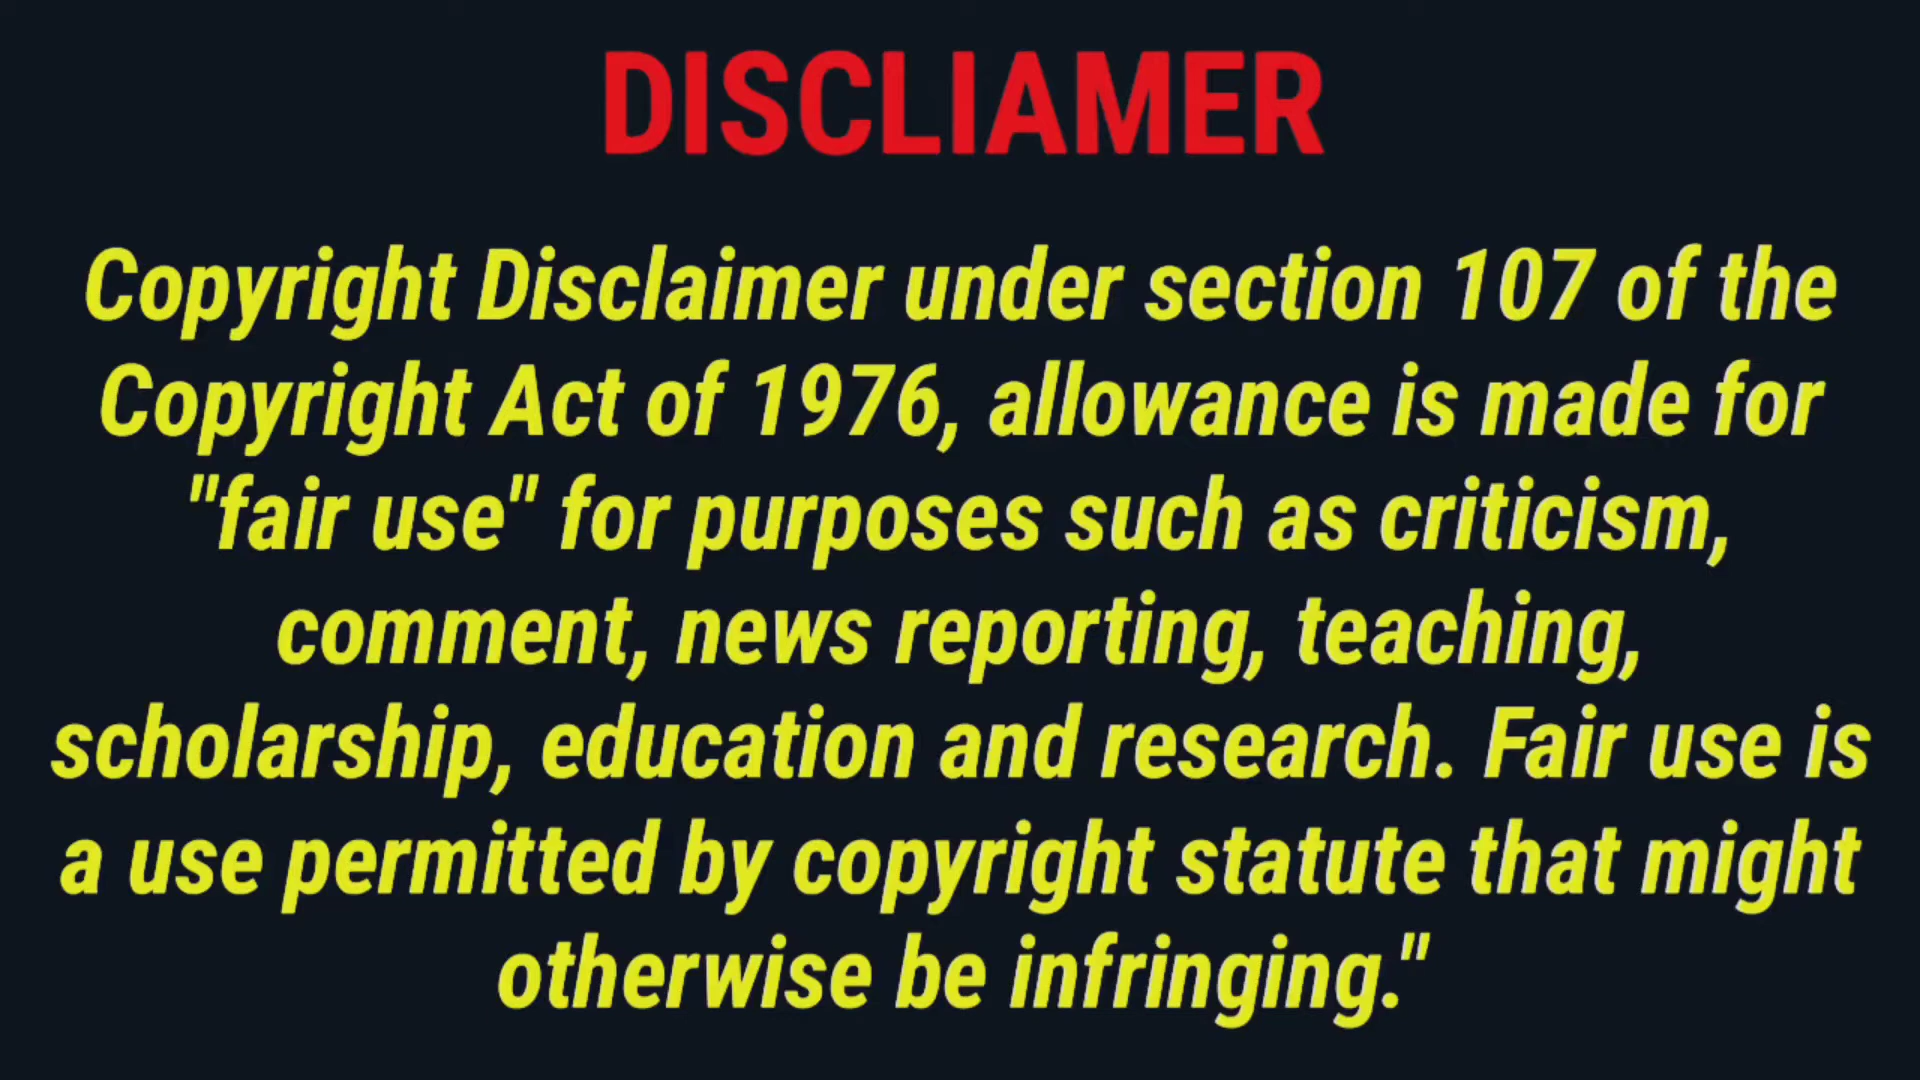 DISCLIAMER
Copyright Disclaimer under section 107 of the
Copyright Act of 1976, allowance is made for
"fair use" for purposes such as criticism,
comment, news reporting, teaching,
scholarship, education and research. Fair use is
a use permitted by copyright statute that might
otherwise be infringing."